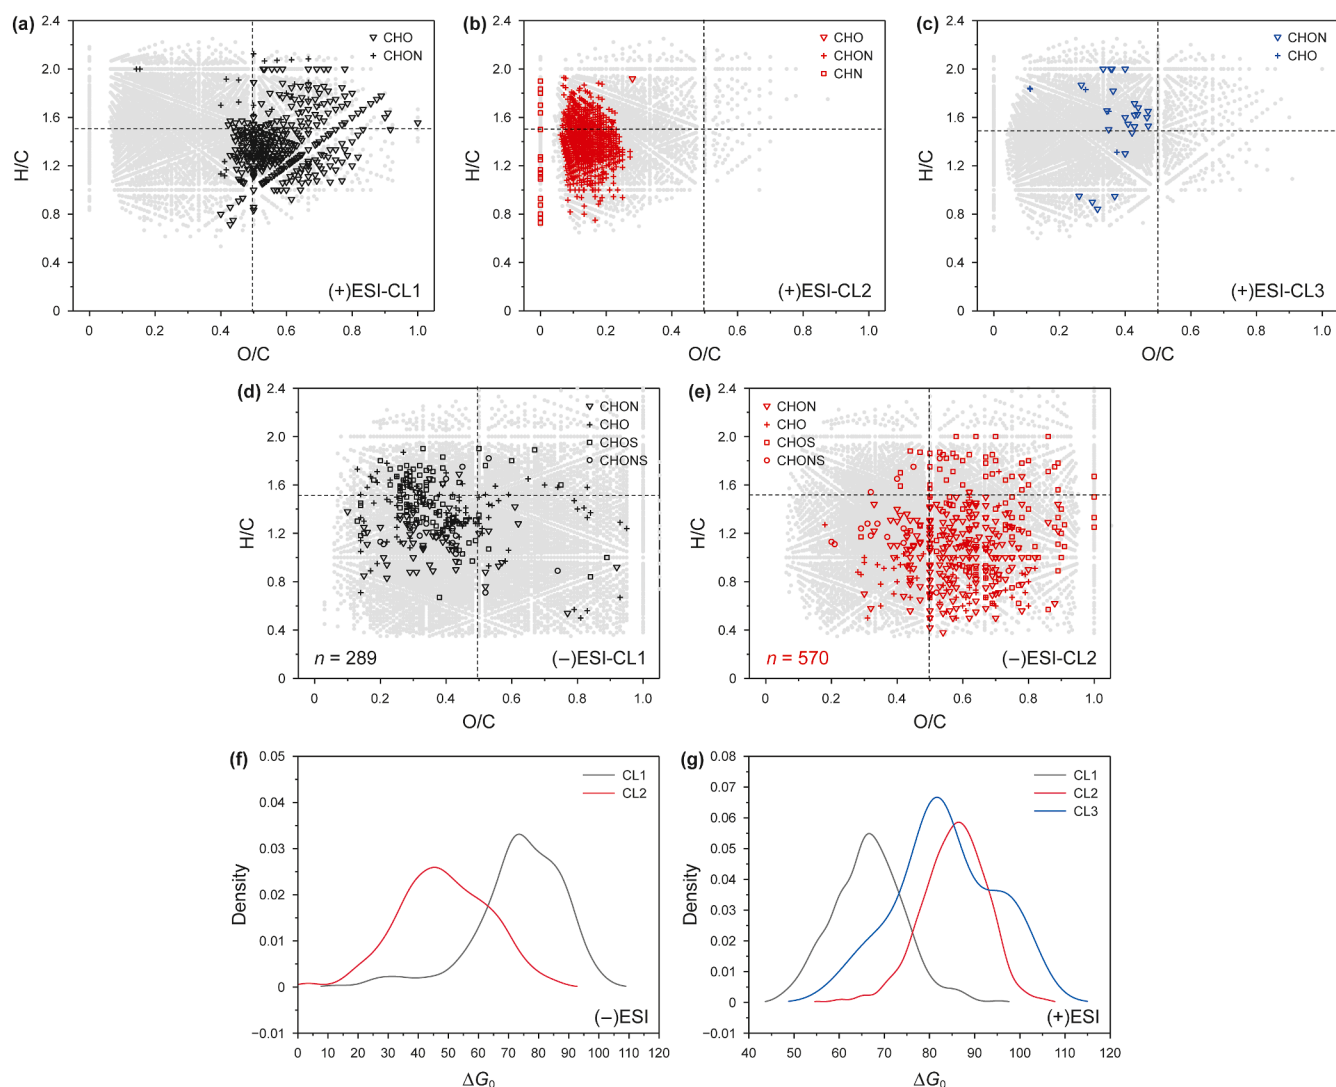 (a)
2.4
2.0
1.6
1.2
0.8
0.4
0
H/C
CHO
CHON
(+)ESI-CL1
0
0.2
0.4
0.6
0.8
1.0
O/C
(b)
2.4
2.0
1.6
1.2
0.8
0.4
0
H/C
CHO
CHON
CHN
(+)ESI-CL2
0
0.2
0.4
0.6
0.8
1.0
O/C
(c)
2.4
2.0
1.6
1.2
0.8
0.4
0
H/C
CHON
CHO
(+)ESI-CL3
0
0.2
0.4
0.6
0.8
1.0
O/C
(d)
2.4
2.0
1.6
1.2
0.8
0.4
0
H/C
CHON
CHO
CHOS
CHONS
n = 289
(−)ESI-CL1
0
0.2
0.4
0.6
0.8
1.0
O/C
(e)
2.4
2.0
1.6
1.2
0.8
0.4
0
H/C
CHON
CHO
CHOS
CHONS
n = 570
(−)ESI-CL2
0
0.2
0.4
0.6
0.8
1.0
O/C
(f)
0.05
0.04
0.03
0.02
0.01
0
−0.01
Density
CL1
CL2
(−)ESI
0
10
20
30
40
50
60
70
80
90
100
110
120
ΔG₀
(g)
0.08
0.07
0.06
0.05
0.04
0.03
0.02
0.01
0
−0.01
Density
CL1
CL2
CL3
(+)ESI
40
50
60
70
80
90
100
110
120
ΔG₀